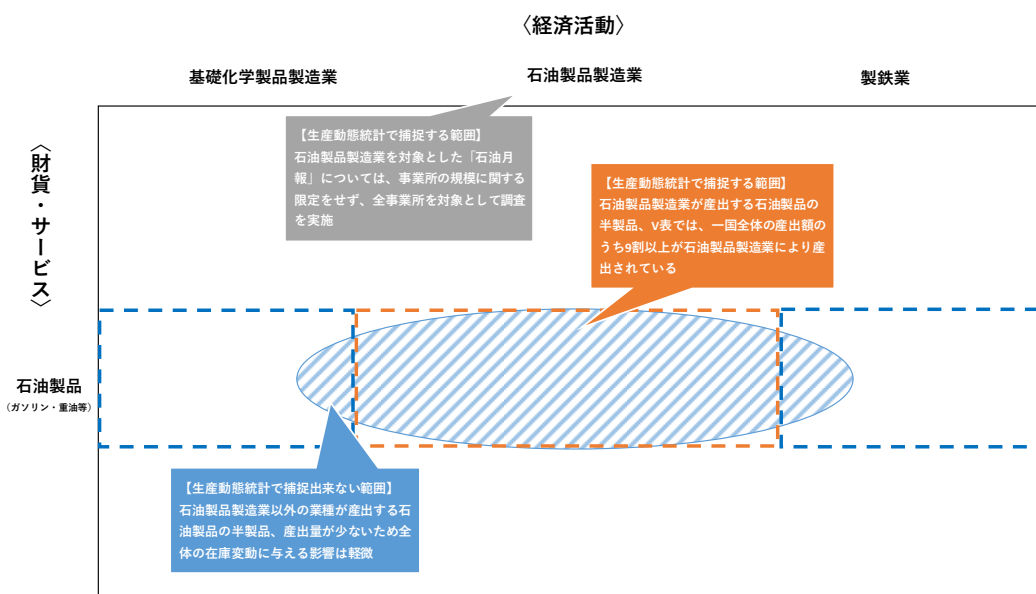 〈経済活動〉
基礎化学製品製造業
石油製品製造業
製鉄業
〈財貨・サービス〉
【生産動態統計で捕捉する範囲】
石油製品製造業を対象とした「石油月
報」については、事業所の規模に関する
限定をせず、全事業所を対象として調査
を実施
【生産動態統計で捕捉する範囲】
石油製品製造業が産出する石油製品の
半製品、V表では、一国全体の産出額の
うち9割以上が石油製品製造業により産
出されている
石油製品
（ガソリン・重油等）
【生産動態統計で捕捉出来ない範囲】
石油製品製造業以外の業種が産出する石
油製品の半製品、産出量が少ないため全
体の在庫変動に与える影響は軽微